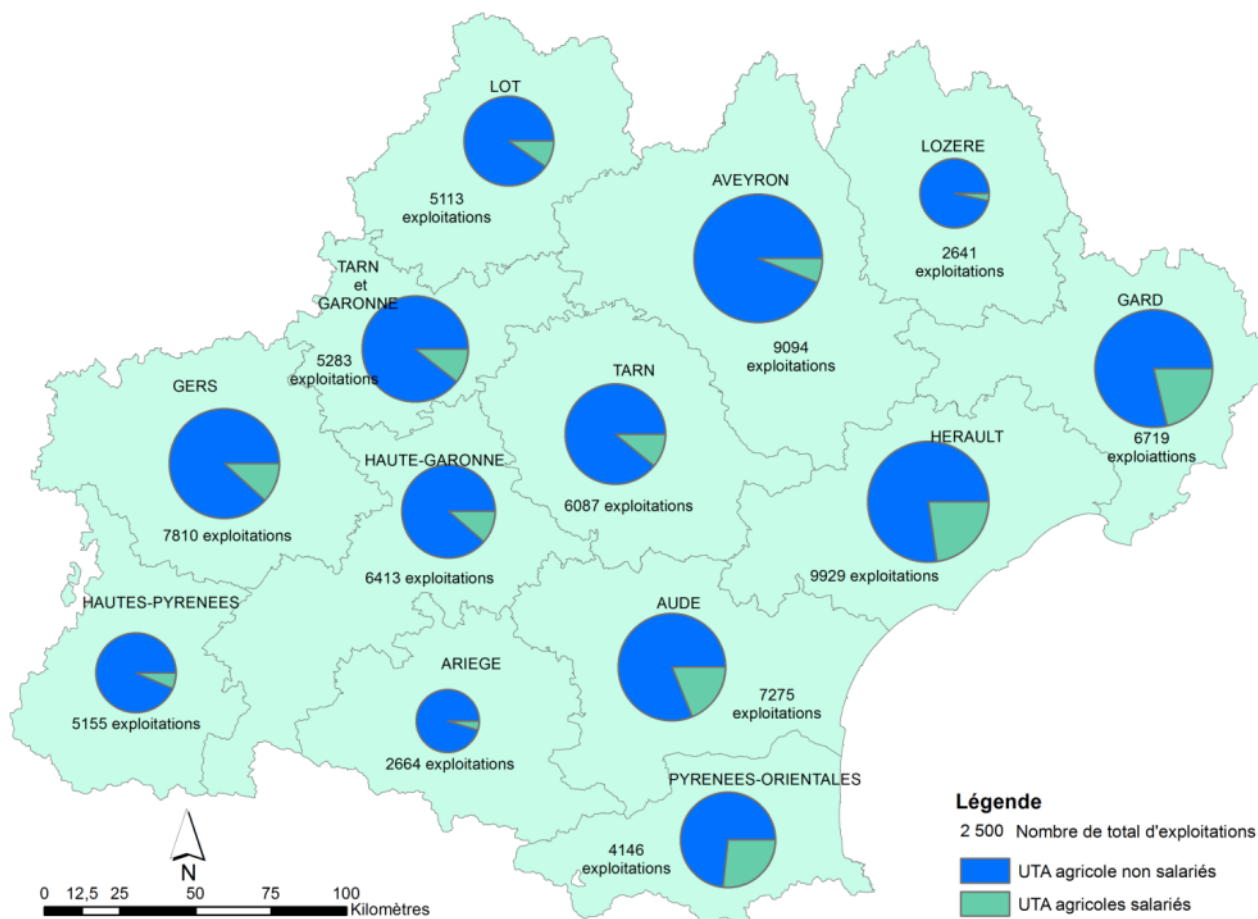 LOT
5113
exploitations
LOZERE
2641
exploitations
AVEYRON
9094
exploitations
TARN
et
GARONNE
5283
exploitations
GARD
6719
exploiattions
GERS
7810 exploitations
TARN
6087 exploitations
HERAULT
9929 exploitations
HAUTE-GARONNE
6413 exploitations
HAUTES-PYRENEES
5155 exploitations
ARIEGE
2664 exploitations
AUDE
7275
exploitations
PYRENEES-ORIENTALES
4146
exploitations
N
0 12,5 25 50 75 100
Kilomètres
Légende
2 500 Nombre de total d'exploitations
UTA agricole non salariés
UTA agricoles salariés